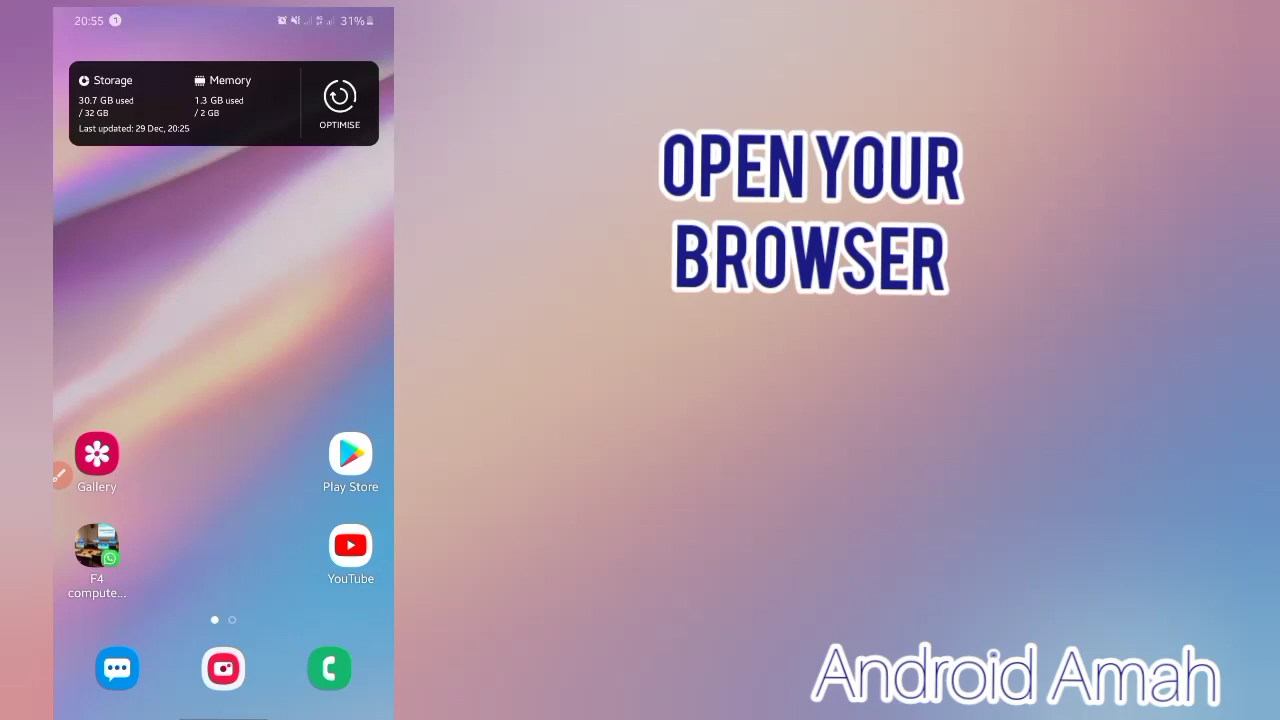 20:55
31%
Storage
Memory
30.7 GB used
/ 32 GB
1.3 GB used
/ 2 GB
Last updated: 29 Dec, 20:25
OPTIMISE
OPEN YOUR
BROWSER
Gallery
Play Store
F4
compute...
YouTube
Android Amah